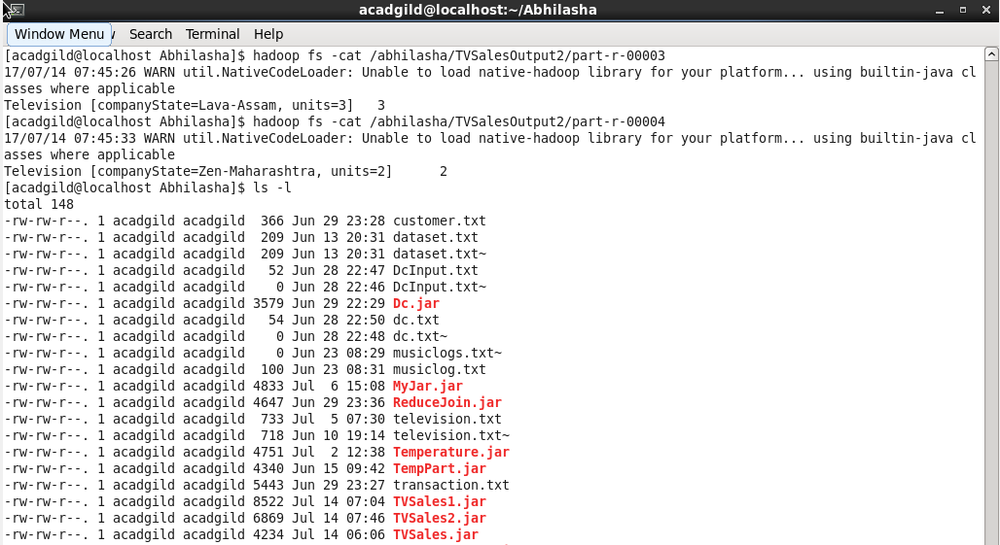 acadgild@localhost:~/Abhilasha
Window Menu Search Terminal Help
[acadgild@localhost Abhilasha]$ hadoop fs -cat /abhilasha/TVSalesOutput2/part-r-00003
17/07/14 07:45:26 WARN util.NativeCodeLoader: Unable to load native-hadoop library for your platform... using builtin-java cl
asses where applicable
Television [companyState=Lava-Assam, units=3]   3
[acadgild@localhost Abhilasha]$ hadoop fs -cat /abhilasha/TVSalesOutput2/part-r-00004
17/07/14 07:45:33 WARN util.NativeCodeLoader: Unable to load native-hadoop library for your platform... using builtin-java cl
asses where applicable
Television [companyState=Zen-Maharashtra, units=2]      2
[acadgild@localhost Abhilasha]$ ls -l
total 148
-rw-rw-r--. 1 acadgild acadgild  366 Jun 29 23:28 customer.txt
-rw-rw-r--. 1 acadgild acadgild  209 Jun 13 20:31 dataset.txt
-rw-rw-r--. 1 acadgild acadgild  209 Jun 13 20:31 dataset.txt~
-rw-rw-r--. 1 acadgild acadgild   52 Jun 28 22:47 DcInput.txt
-rw-rw-r--. 1 acadgild acadgild    0 Jun 28 22:46 DcInput.txt~
-rw-rw-r--. 1 acadgild acadgild 3579 Jun 29 22:29 Dc.jar
-rw-rw-r--. 1 acadgild acadgild   54 Jun 28 22:50 dc.txt
-rw-rw-r--. 1 acadgild acadgild    0 Jun 28 22:48 dc.txt~
-rw-rw-r--. 1 acadgild acadgild    0 Jun 23 08:29 musiclogs.txt~
-rw-rw-r--. 1 acadgild acadgild  100 Jun 23 08:31 musiclog.txt
-rw-rw-r--. 1 acadgild acadgild 4833 Jul  6 15:08 MyJar.jar
-rw-rw-r--. 1 acadgild acadgild 4647 Jun 29 23:36 ReduceJoin.jar
-rw-rw-r--. 1 acadgild acadgild  733 Jul  5 07:30 television.txt
-rw-rw-r--. 1 acadgild acadgild  718 Jun 10 19:14 television.txt~
-rw-rw-r--. 1 acadgild acadgild 4751 Jul  2 12:38 Temperature.jar
-rw-rw-r--. 1 acadgild acadgild 4340 Jun 15 09:42 TempPart.jar
-rw-rw-r--. 1 acadgild acadgild 5443 Jun 29 23:27 transaction.txt
-rw-rw-r--. 1 acadgild acadgild 8522 Jul 14 07:04 TVSales1.jar
-rw-rw-r--. 1 acadgild acadgild 6869 Jul 14 07:46 TVSales2.jar
-rw-rw-r--. 1 acadgild acadgild 4234 Jul 14 06:06 TVSales.jar